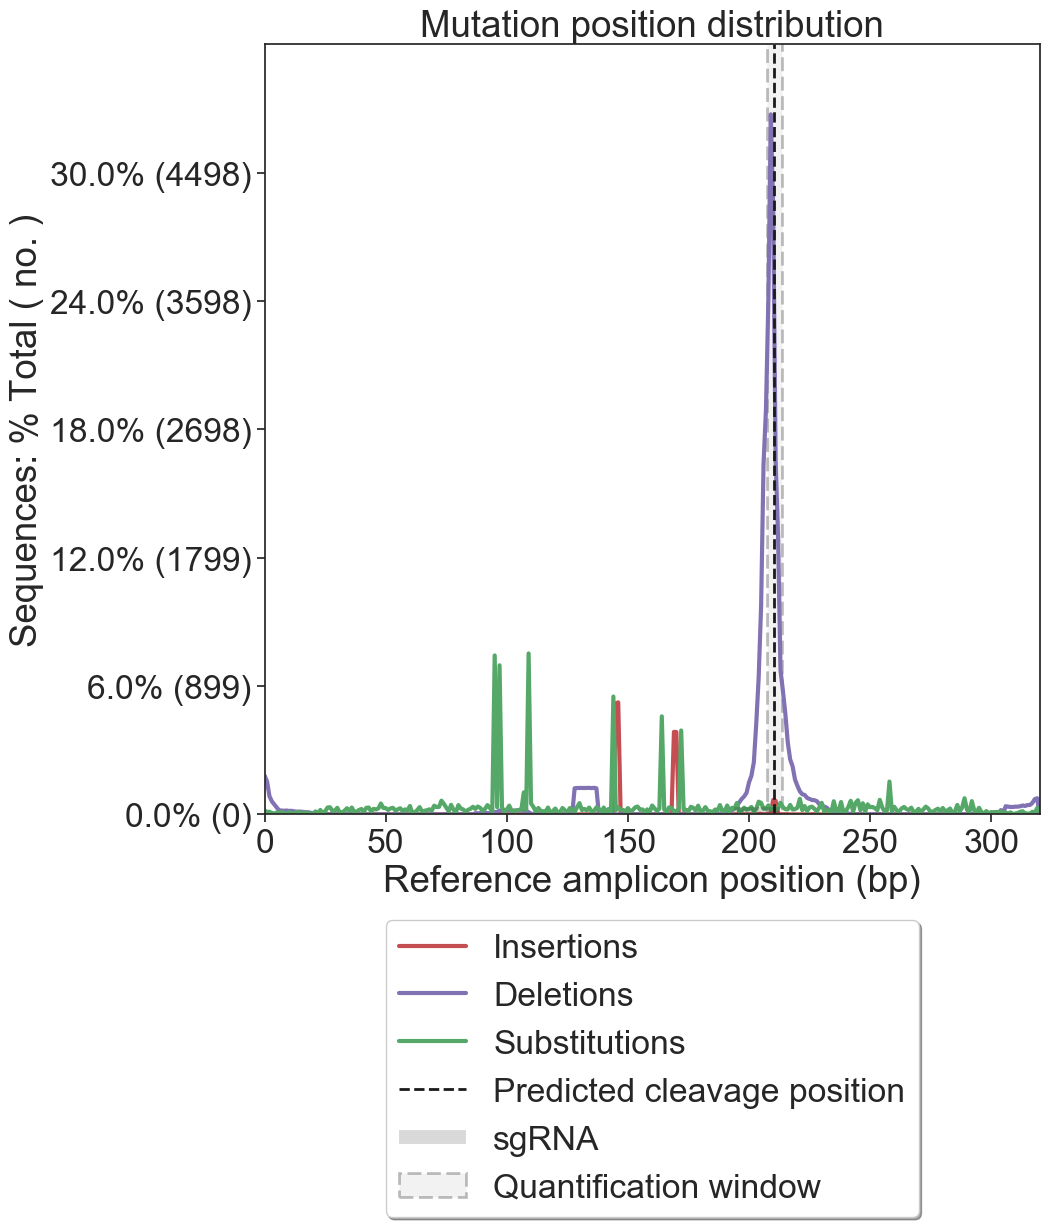 Mutation position distribution
Sequences: % Total ( no. )
30.0% (4498)
24.0% (3598)
18.0% (2698)
12.0% (1799)
6.0% (899)
0.0% (0)
0 50 100 150 200 250 300
Reference amplicon position (bp)
Insertions
Deletions
Substitutions
Predicted cleavage position
sgRNA
Quantification window